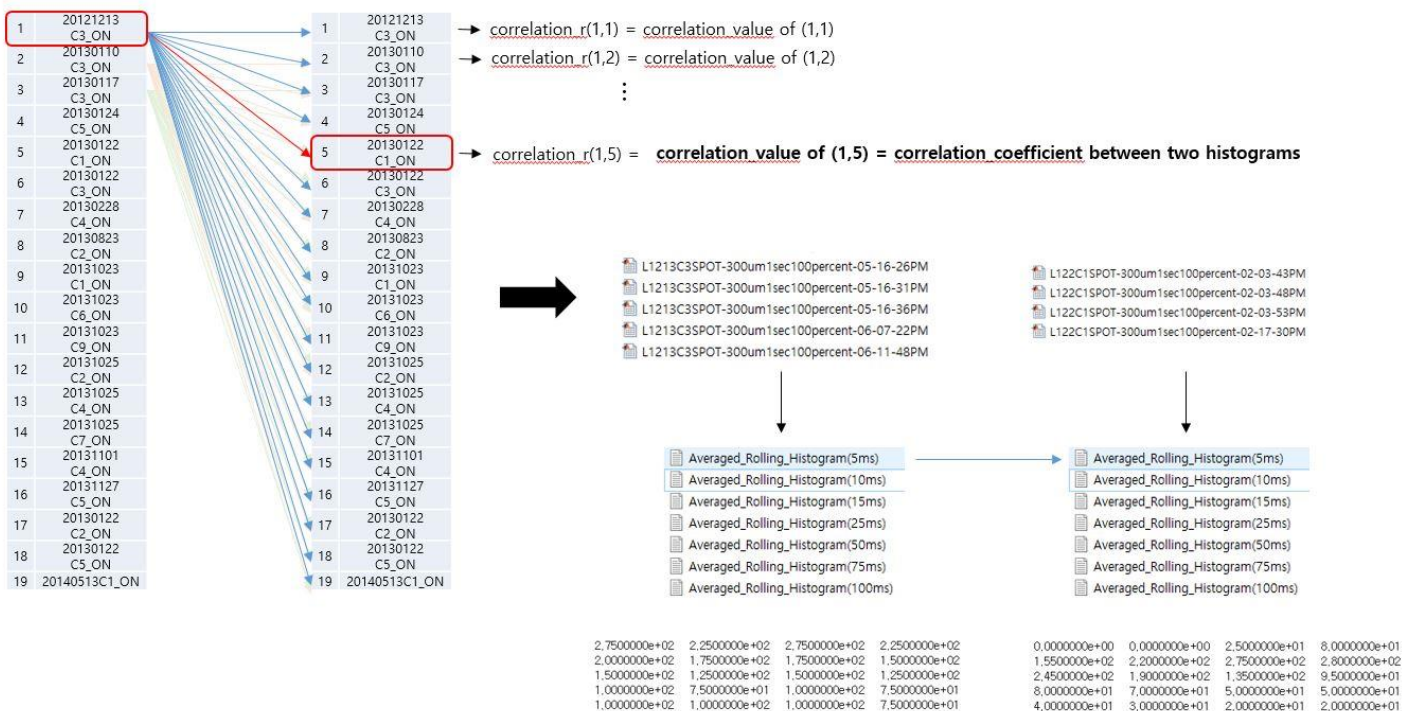 1 20121213
C3_ON
2 20130110
C3_ON
3 20130117
C3_ON
4 20130124
C5_ON
5 20130122
C1_ON
6 20130122
C3_ON
7 20130228
C4_ON
8 20130823
C2_ON
9 20131023
C1_ON
10 20131023
C6_ON
11 20131023
C9_ON
12 20131025
C2_ON
13 20131025
C4_ON
14 20131025
C7_ON
15 20131101
C4_ON
16 20131127
C5_ON
17 20130122
C2_ON
18 20130122
C5_ON
19 20140513C1_ON
1 20121213
C3_ON
2 20130110
C3_ON
3 20130117
C3_ON
4 20130124
C5_ON
5 20130122
C1_ON
6 20130122
C3_ON
7 20130228
C4_ON
8 20130823
C2_ON
9 20131023
C1_ON
10 20131023
C6_ON
11 20131023
C9_ON
12 20131025
C2_ON
13 20131025
C4_ON
14 20131025
C7_ON
15 20131101
C4_ON
16 20131127
C5_ON
17 20130122
C2_ON
18 20130122
C5_ON
19 20140513C1_ON
correlation_r(1,1) = correlation_value of (1,1)
correlation_r(1,2) = correlation_value of (1,2)
⋮
correlation_r(1,5) = correlation_value of (1,5) = correlation_coefficient between two histograms
L1213C3SPOT-300um1sec100percent-05-16-26PM
L1213C3SPOT-300um1sec100percent-05-16-31PM
L1213C3SPOT-300um1sec100percent-05-16-36PM
L1213C3SPOT-300um1sec100percent-06-07-22PM
L1213C3SPOT-300um1sec100percent-06-11-48PM
L122C1SPOT-300um1sec100percent-02-03-43PM
L122C1SPOT-300um1sec100percent-02-03-48PM
L122C1SPOT-300um1sec100percent-02-03-53PM
L122C1SPOT-300um1sec100percent-02-17-30PM
Averaged_Rolling_Histogram(5ms)
Averaged_Rolling_Histogram(10ms)
Averaged_Rolling_Histogram(15ms)
Averaged_Rolling_Histogram(25ms)
Averaged_Rolling_Histogram(50ms)
Averaged_Rolling_Histogram(75ms)
Averaged_Rolling_Histogram(100ms)
Averaged_Rolling_Histogram(5ms)
Averaged_Rolling_Histogram(10ms)
Averaged_Rolling_Histogram(15ms)
Averaged_Rolling_Histogram(25ms)
Averaged_Rolling_Histogram(50ms)
Averaged_Rolling_Histogram(75ms)
Averaged_Rolling_Histogram(100ms)
2,7500000e+02 2,2500000e+02 2,7500000e+02 2,2500000e+02
2,0000000e+02 1,7500000e+02 1,7500000e+02 1,5000000e+02
1,5000000e+02 1,2500000e+02 1,5000000e+02 1,2500000e+02
1,0000000e+02 7,5000000e+01 1,0000000e+02 7,5000000e+01
1,0000000e+02 1,0000000e+02 1,0000000e+02 7,5000000e+01
0,0000000e+00 0,0000000e+00 2,5000000e+01 8,0000000e+01
1,5500000e+02 2,2000000e+02 2,7500000e+02 2,8000000e+02
2,4500000e+02 1,9000000e+02 1,3500000e+02 9,5000000e+01
8,0000000e+01 7,0000000e+01 5,0000000e+01 5,0000000e+01
4,0000000e+01 3,0000000e+01 2,0000000e+01 2,0000000e+01